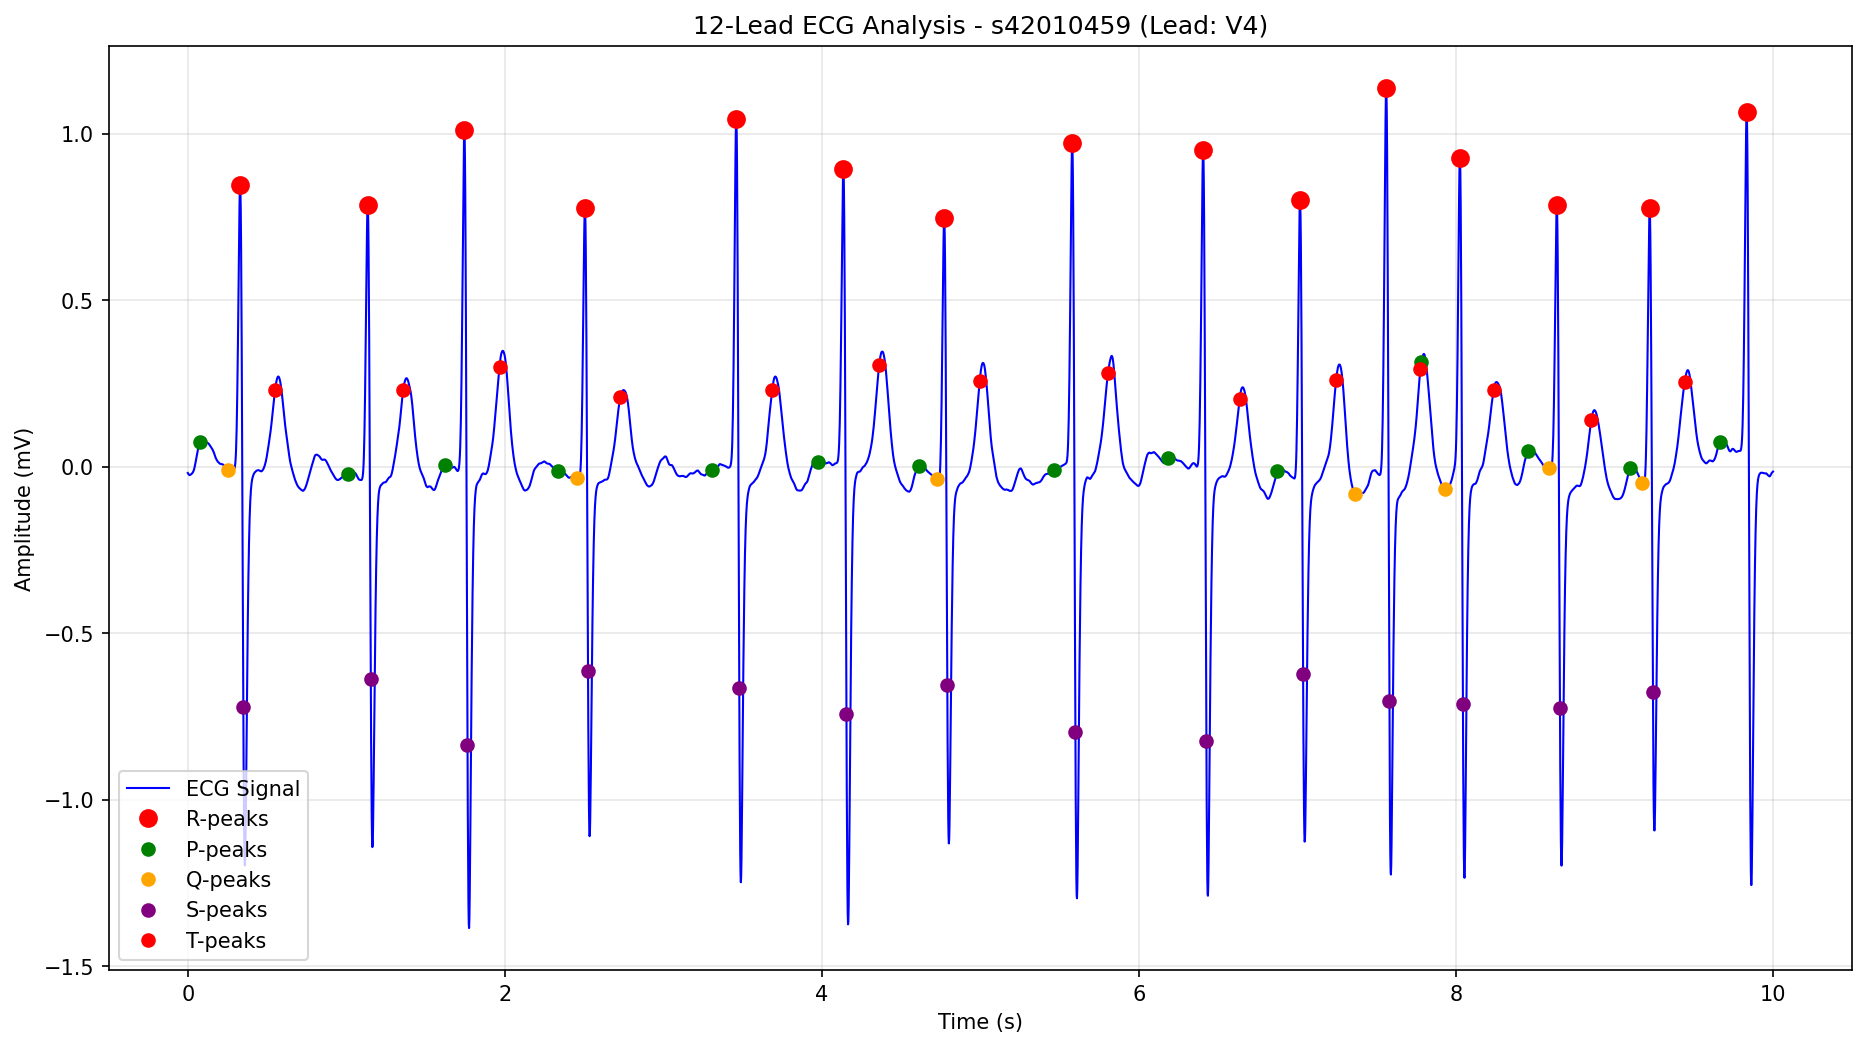 12-Lead ECG Analysis - s42010459 (Lead: V4)
Amplitude (mV)
1.0
0.5
0.0
−0.5
−1.0
−1.5
ECG Signal
R-peaks
P-peaks
Q-peaks
S-peaks
T-peaks
0 2 4 6 8 10
Time (s)